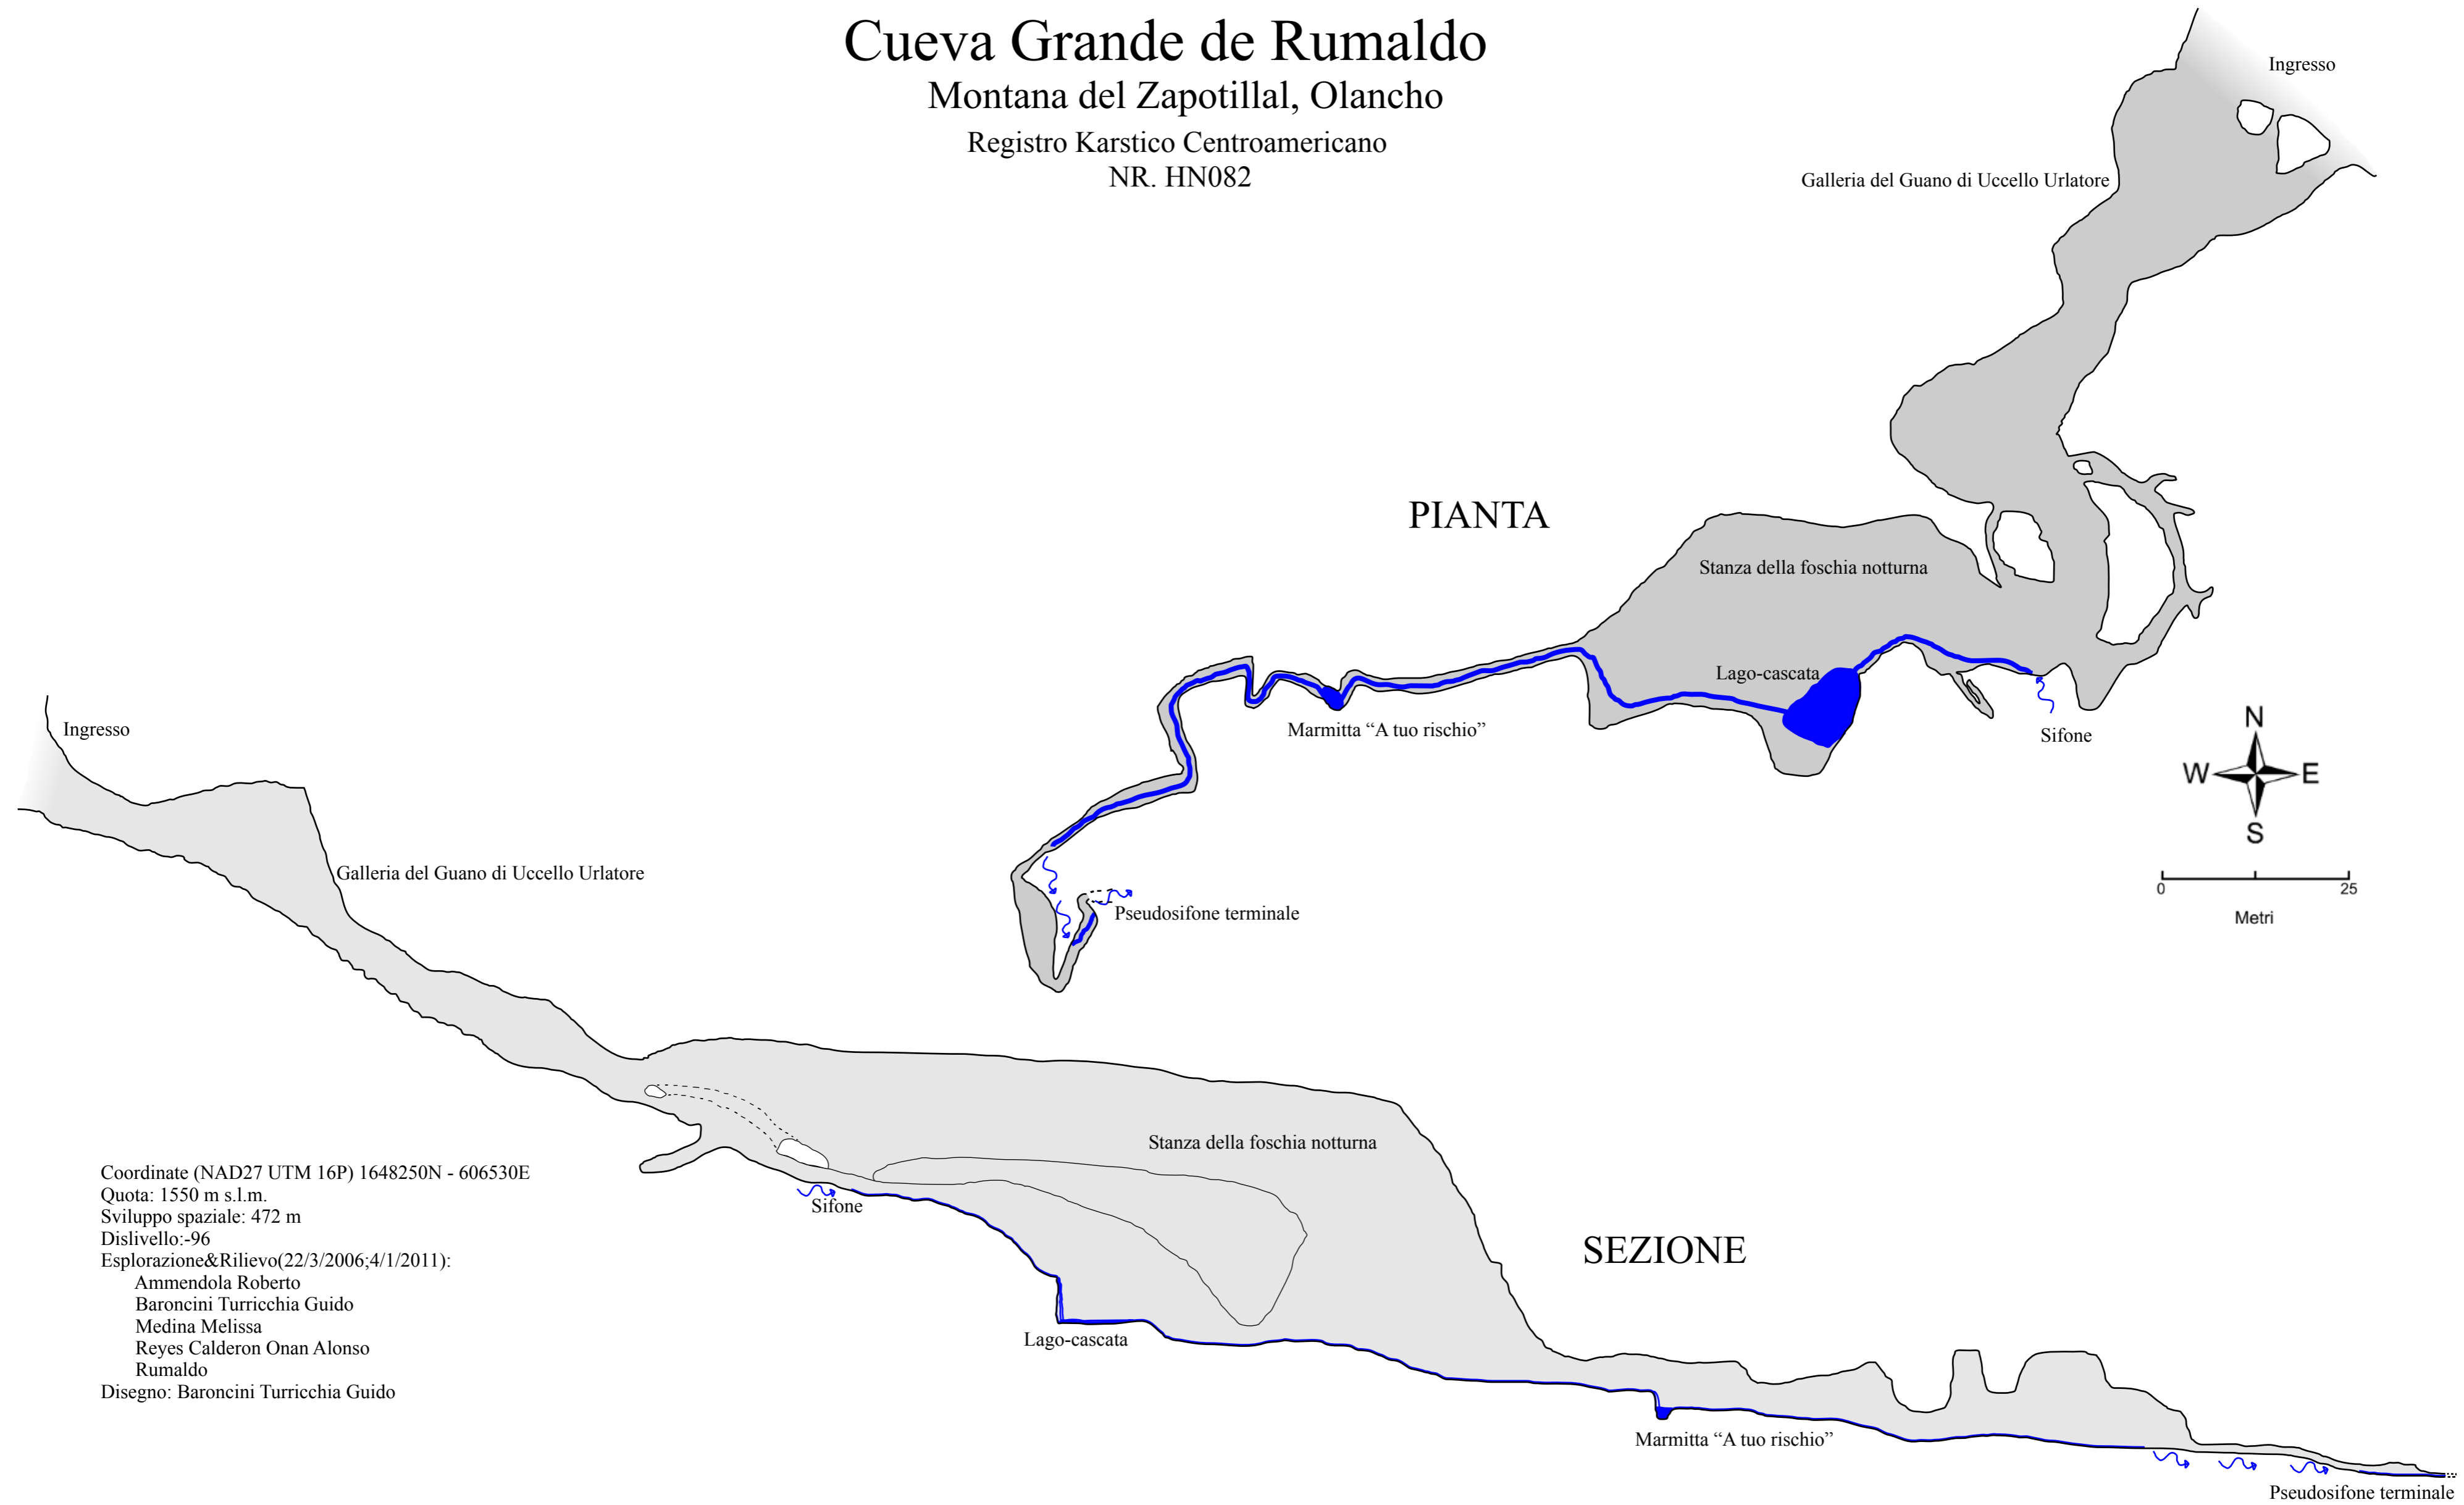 Cueva Grande de Rumaldo
Montana del Zapotillal, Olancho
Registro Karstico Centroamericano
NR. HN082
Ingresso
Galleria del Guano di Uccello Urlatore
PIANTA
Stanza della foschia notturna
Lago-cascata
Marmitta “A tuo rischio”
Sifone
Pseudosifone terminale
N
W E
S
0 25
Metri
Ingresso
Galleria del Guano di Uccello Urlatore
Stanza della foschia notturna
Sifone
SEZIONE
Lago-cascata
Marmitta “A tuo rischio”
Pseudosifone terminale
Coordinate (NAD27 UTM 16P) 1648250N - 606530E
Quota: 1550 m s.l.m.
Sviluppo spaziale: 472 m
Dislivello:-96
Esplorazione&Rilievo(22/3/2006;4/1/2011):
Ammendola Roberto
Baroncini Turricchia Guido
Medina Melissa
Reyes Calderon Onan Alonso
Rumaldo
Disegno: Baroncini Turricchia Guido